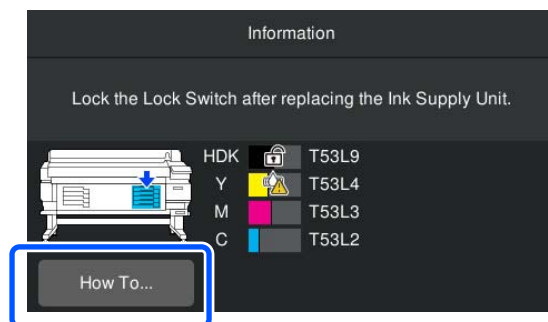 Information
Lock the Lock Switch after replacing the Ink Supply Unit.
HDK T53L9
Y T53L4
M T53L3
C T53L2
How To...